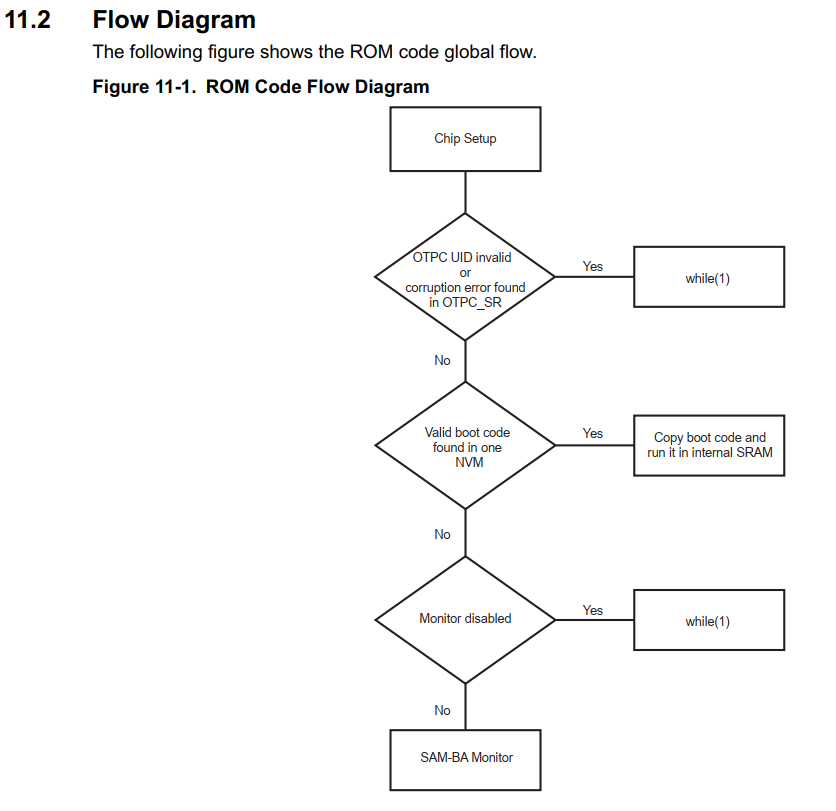 11.2 Flow Diagram
The following figure shows the ROM code global flow.
Figure 11-1. ROM Code Flow Diagram
Chip Setup
OTPC UID invalid
or
corruption error found
in OTPC_SR
Yes
while(1)
No
Valid boot code
found in one
NVM
Yes
Copy boot code and
run it in internal SRAM
No
Monitor disabled
Yes
while(1)
No
SAM-BA Monitor